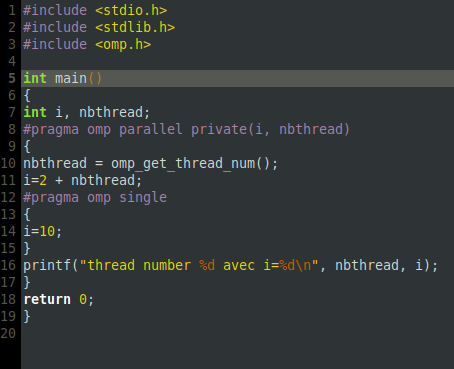 1 #include <stdio.h>
2 #include <stdlib.h>
3 #include <omp.h>
4
5 int main()
6 {
7 int i, nbthread;
8 #pragma omp parallel private(i, nbthread)
9 {
10 nbthread = omp_get_thread_num();
11 i=2 + nbthread;
12 #pragma omp single
13 {
14 i=10;
15 }
16 printf("thread number %d avec i=%d\n", nbthread, i);
17 }
18 return 0;
19 }
20